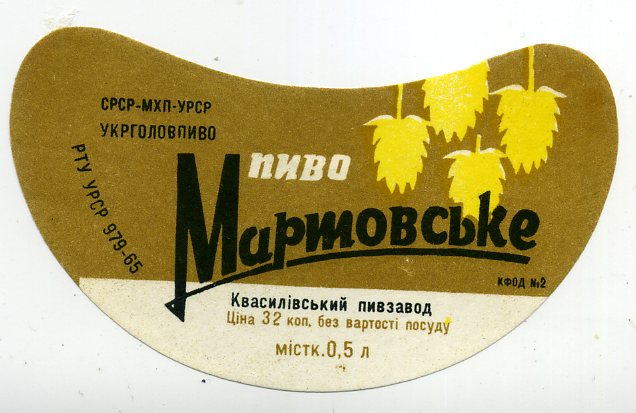 СРСР-МХП-УРСР
УКРГОЛОВПИВО
РТУ УРСР 979-65
пиво
Мартовське
КФОД №2
Квасилівський пивзавод
Ціна 32 коп. без вартості посуду
містк.0,5 л